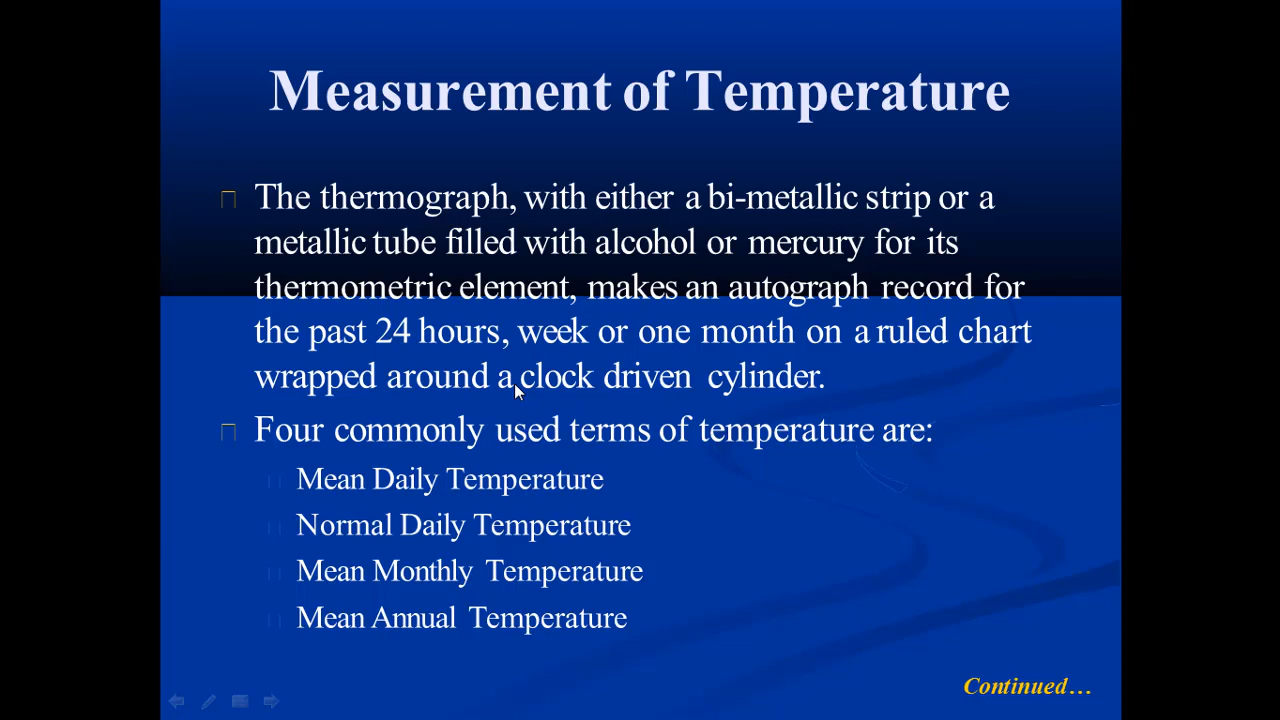 Measurement of Temperature
The thermograph, with either a bi-metallic strip or a
metallic tube filled with alcohol or mercury for its
thermometric element, makes an autograph record for
the past 24 hours, week or one month on a ruled chart
wrapped around a clock driven cylinder.
Four commonly used terms of temperature are:
Mean Daily Temperature
Normal Daily Temperature
Mean Monthly Temperature
Mean Annual Temperature
Continued…